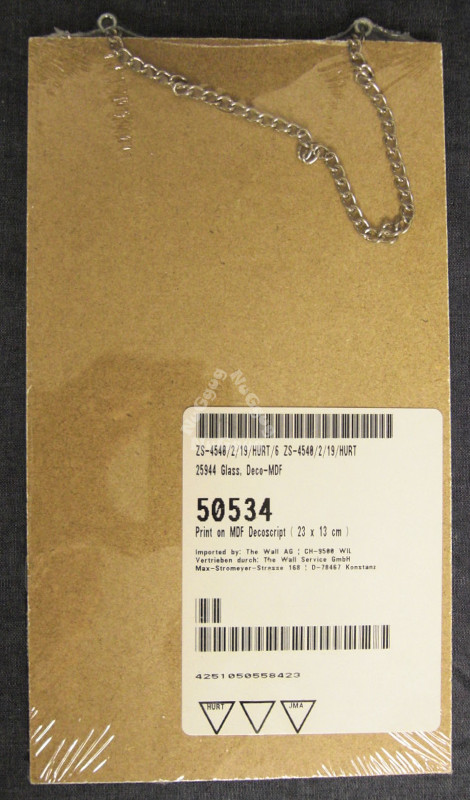 ZS-4540/2/19/HURT/6 ZS-4540/2/19/HURT
25944 Glass, Deco-MDF
50534
Print on MDF Decoscript ( 23 x 13 cm )
Imported by: The Wall AG ; CH-9500 WIL
Vertrieben durch: The Wall Service GmbH
Max-Stromeyer-Strasse 168 ; D-78467 Konstanz
4251050558423
HURT
JMA